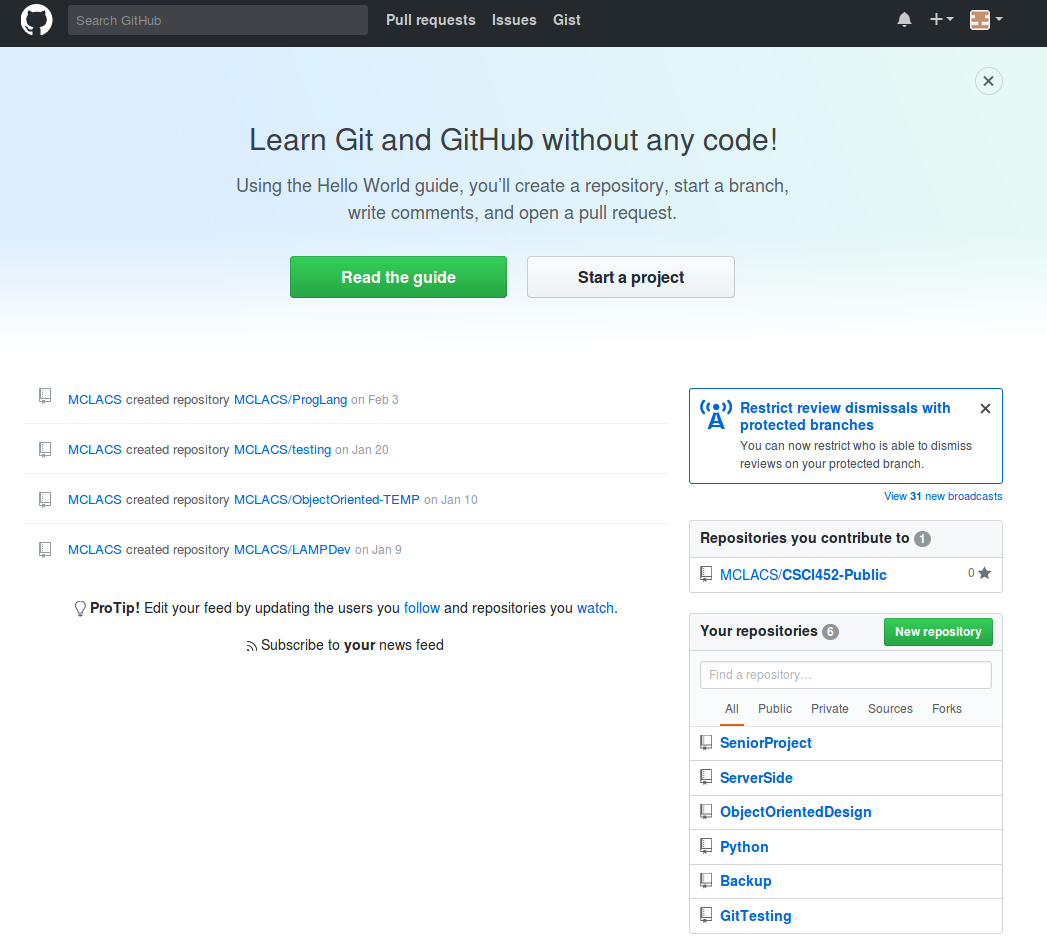 Search GitHub Pull requests Issues Gist
Learn Git and GitHub without any code!
Using the Hello World guide, you’ll create a repository, start a branch,
write comments, and open a pull request.
Read the guide Start a project
MCLACS created repository MCLACS/ProgLang on Feb 3
MCLACS created repository MCLACS/testing on Jan 20
MCLACS created repository MCLACS/ObjectOriented-TEMP on Jan 10
MCLACS created repository MCLACS/LAMPDev on Jan 9
ProTip! Edit your feed by updating the users you follow and repositories you watch.
Subscribe to your news feed
Restrict review dismissals with
protected branches
You can now restrict who is able to dismiss
reviews on your protected branch.
View 31 new broadcasts
Repositories you contribute to 1
MCLACS/CSCI452-Public 0
Your repositories 6 New repository
Find a repository…
All Public Private Sources Forks
SeniorProject
ServerSide
ObjectOrientedDesign
Python
Backup
GitTesting